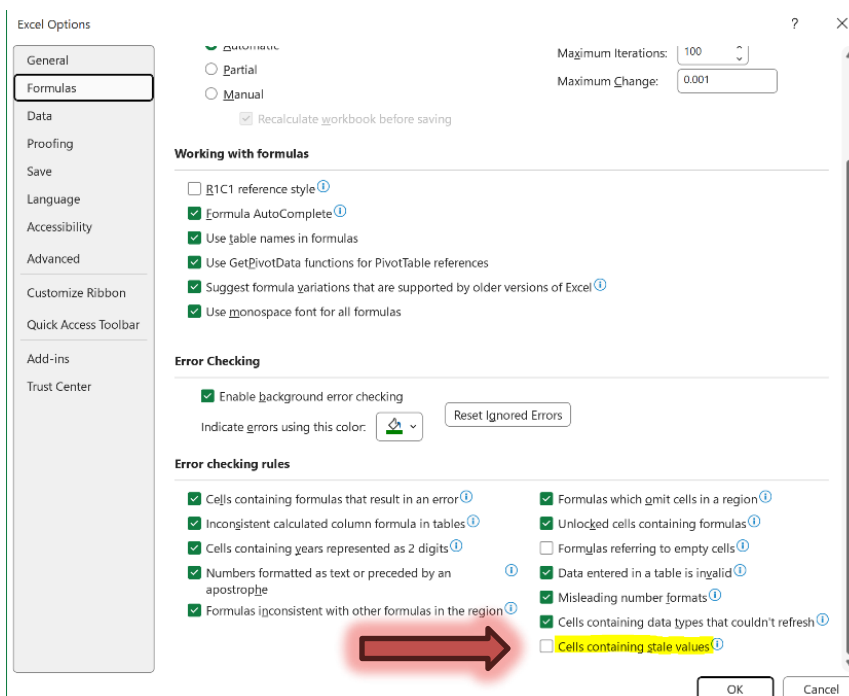 Excel Options
?
General
Formulas
Data
Proofing
Save
Language
Accessibility
Advanced
Customize Ribbon
Quick Access Toolbar
Add-ins
Trust Center
Automatic
Partial
Manual
Recalculate workbook before saving
Maximum Iterations: 100
Maximum Change: 0.001
Working with formulas
R1C1 reference style
Formula AutoComplete
Use table names in formulas
Use GetPivotData functions for PivotTable references
Suggest formula variations that are supported by older versions of Excel
Use monospace font for all formulas
Error Checking
Enable background error checking
Indicate errors using this color:
Reset Ignored Errors
Error checking rules
Cells containing formulas that result in an error
Inconsistent calculated column formula in tables
Cells containing years represented as 2 digits
Numbers formatted as text or preceded by an
apostrophe
Formulas inconsistent with other formulas in the region
Formulas which omit cells in a region
Unlocked cells containing formulas
Formulas referring to empty cells
Data entered in a table is invalid
Misleading number formats
Cells containing data types that couldn't refresh
Cells containing stale values
OK
Cancel